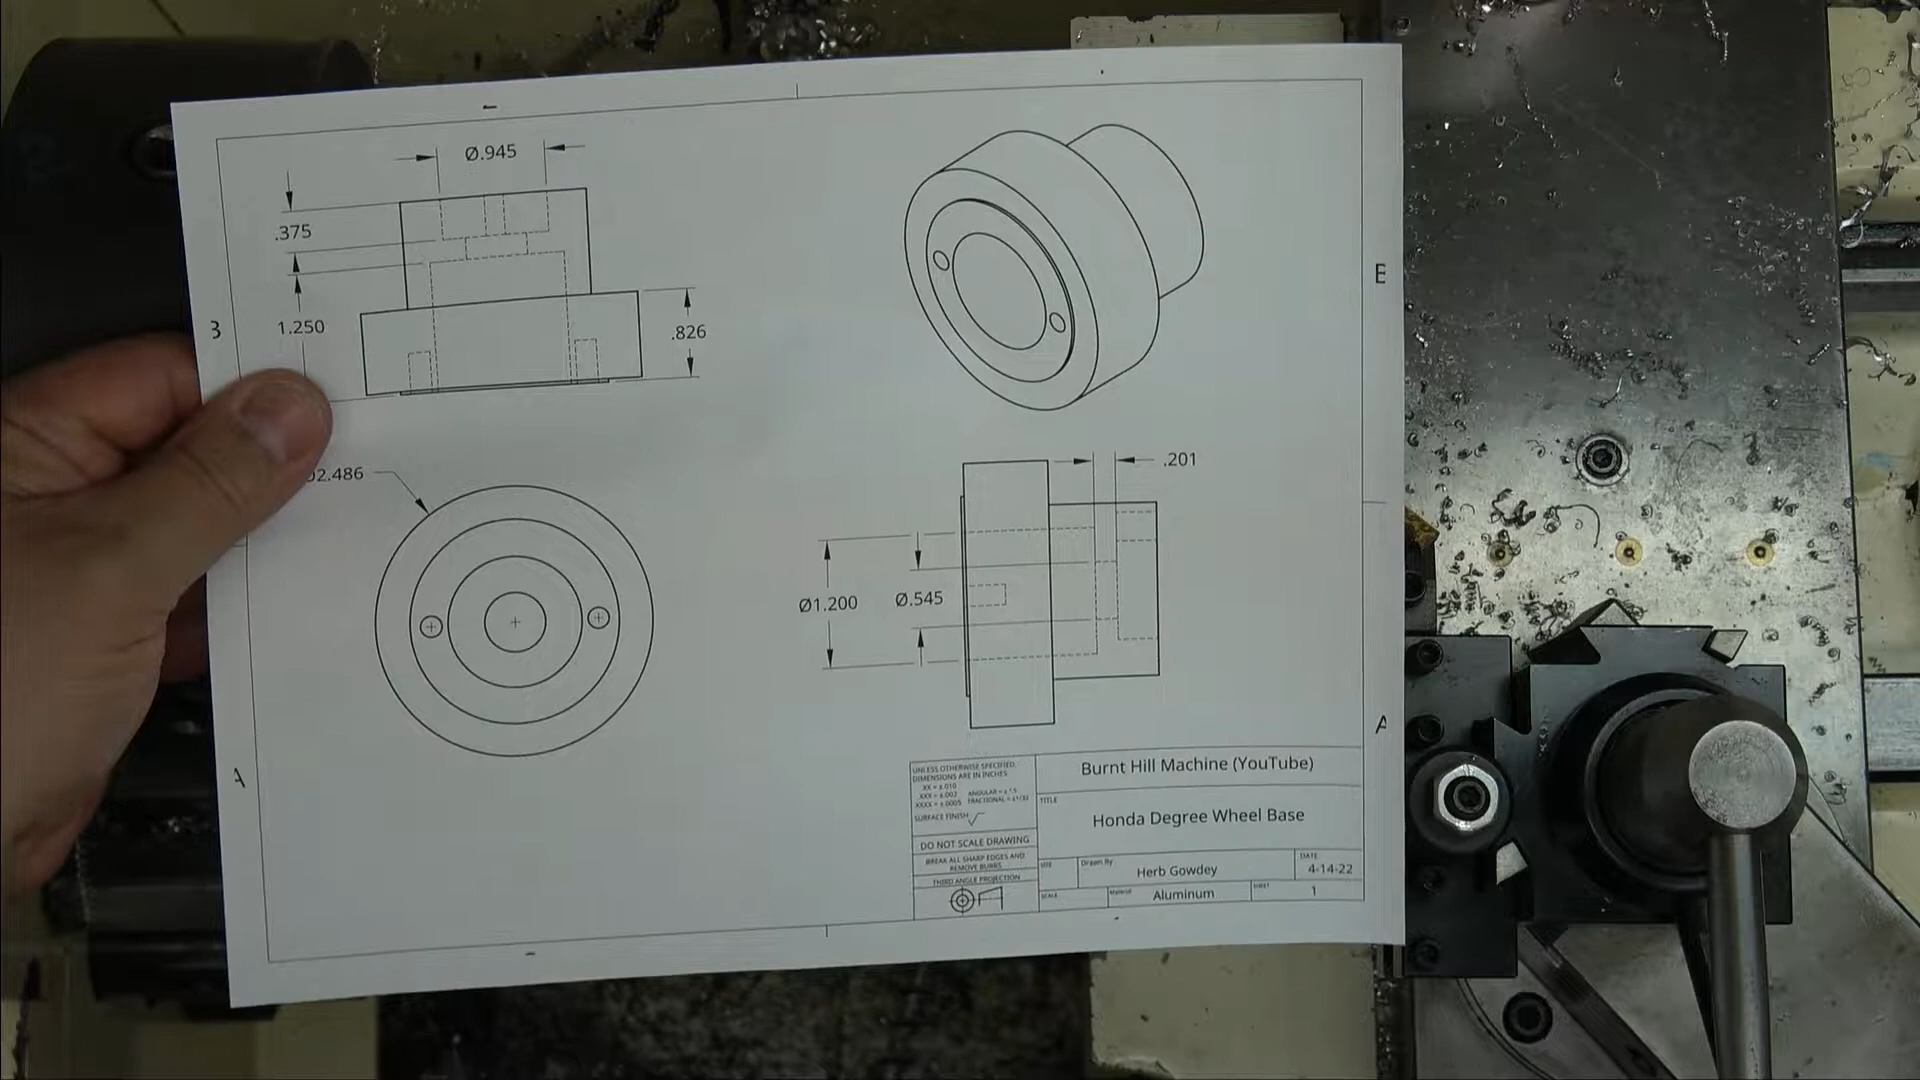 Ø.945
.375
1.250
.826
B
E
2.486
.201
Ø1.200
Ø.545
A
A
UNLESS OTHERWISE SPECIFIED,
DIMENSIONS ARE IN INCHES
.XX = ±.010
.XXX = ±.002 ANGULAR = ± 1.5
.XXXX = ±.0005 FRACTIONAL = ±1/32
SURFACE FINISH
DO NOT SCALE DRAWING
BREAK ALL SHARP EDGES AND
REMOVE BURRS
THIRD ANGLE PROJECTION
Burnt Hill Machine (YouTube)
TITLE
Honda Degree Wheel Base
SIZE
Drawn By
Herb Gowdey
DATE
4-14-22
SCALE
Material
Aluminum
SHEET
1